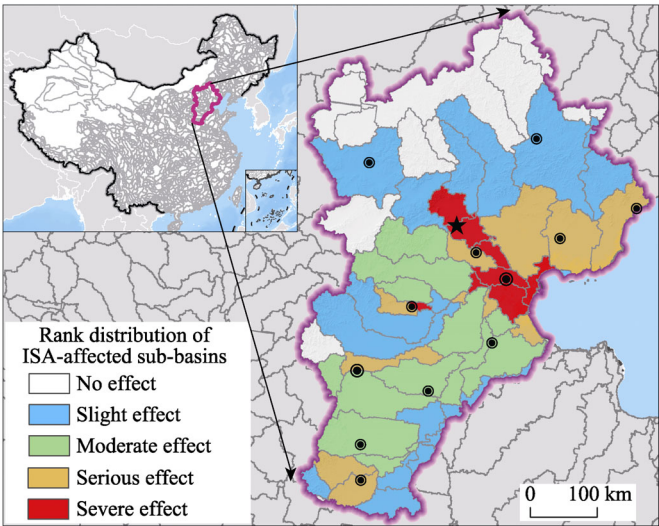 Rank distribution of
ISA-affected sub-basins
No effect
Slight effect
Moderate effect
Serious effect
Severe effect
0 100 km